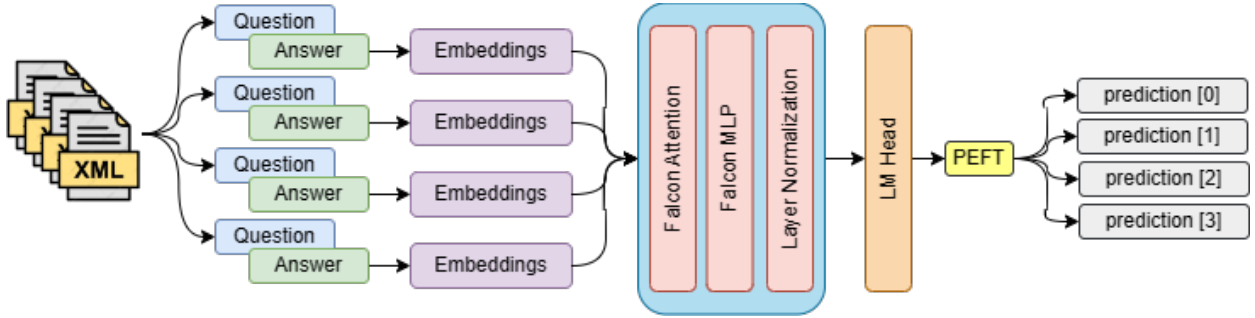 XML
Question
Answer
Embeddings
Question
Answer
Embeddings
Question
Answer
Embeddings
Question
Answer
Embeddings
Falcon Attention
Falcon MLP
Layer Normalization
LM Head
PEFT
prediction [0]
prediction [1]
prediction [2]
prediction [3]